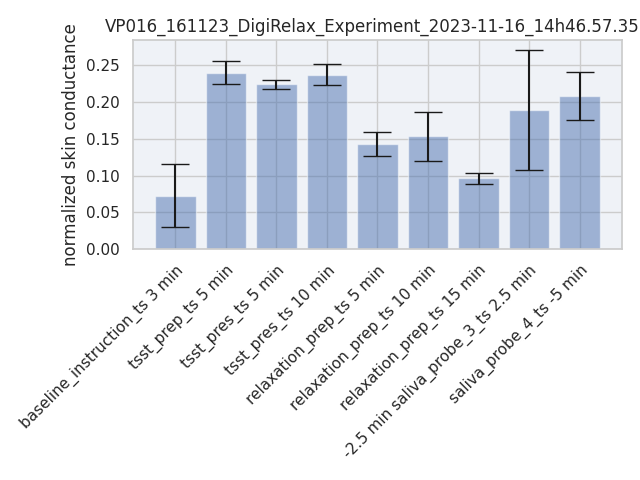 VP016_161123_DigiRelax_Experiment_2023-11-16_14h46.57.35
normalized skin conductance
0.25
0.20
0.15
0.10
0.05
0.00
baseline_instruction_ts 3 min
tsst_prep_ts 5 min
tsst_pres_ts 5 min
tsst_pres_ts 10 min
relaxation_prep_ts 5 min
relaxation_prep_ts 10 min
relaxation_prep_ts 15 min
-2.5 min saliva_probe_3_ts 2.5 min
saliva_probe_4_ts -5 min